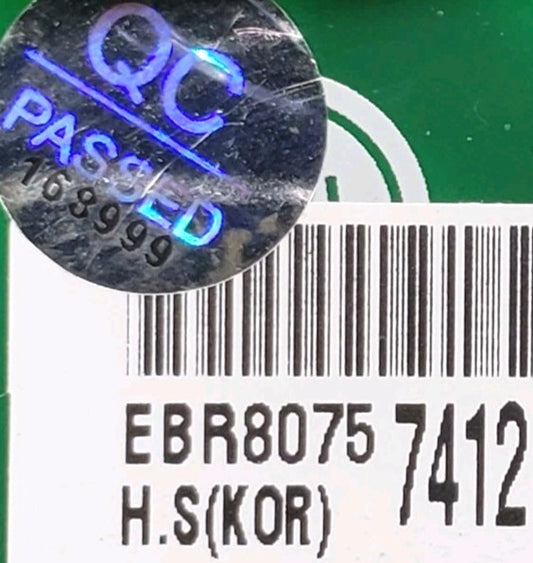 QC
PASSED
168999
EBR8075 7412
H.S(KOR)